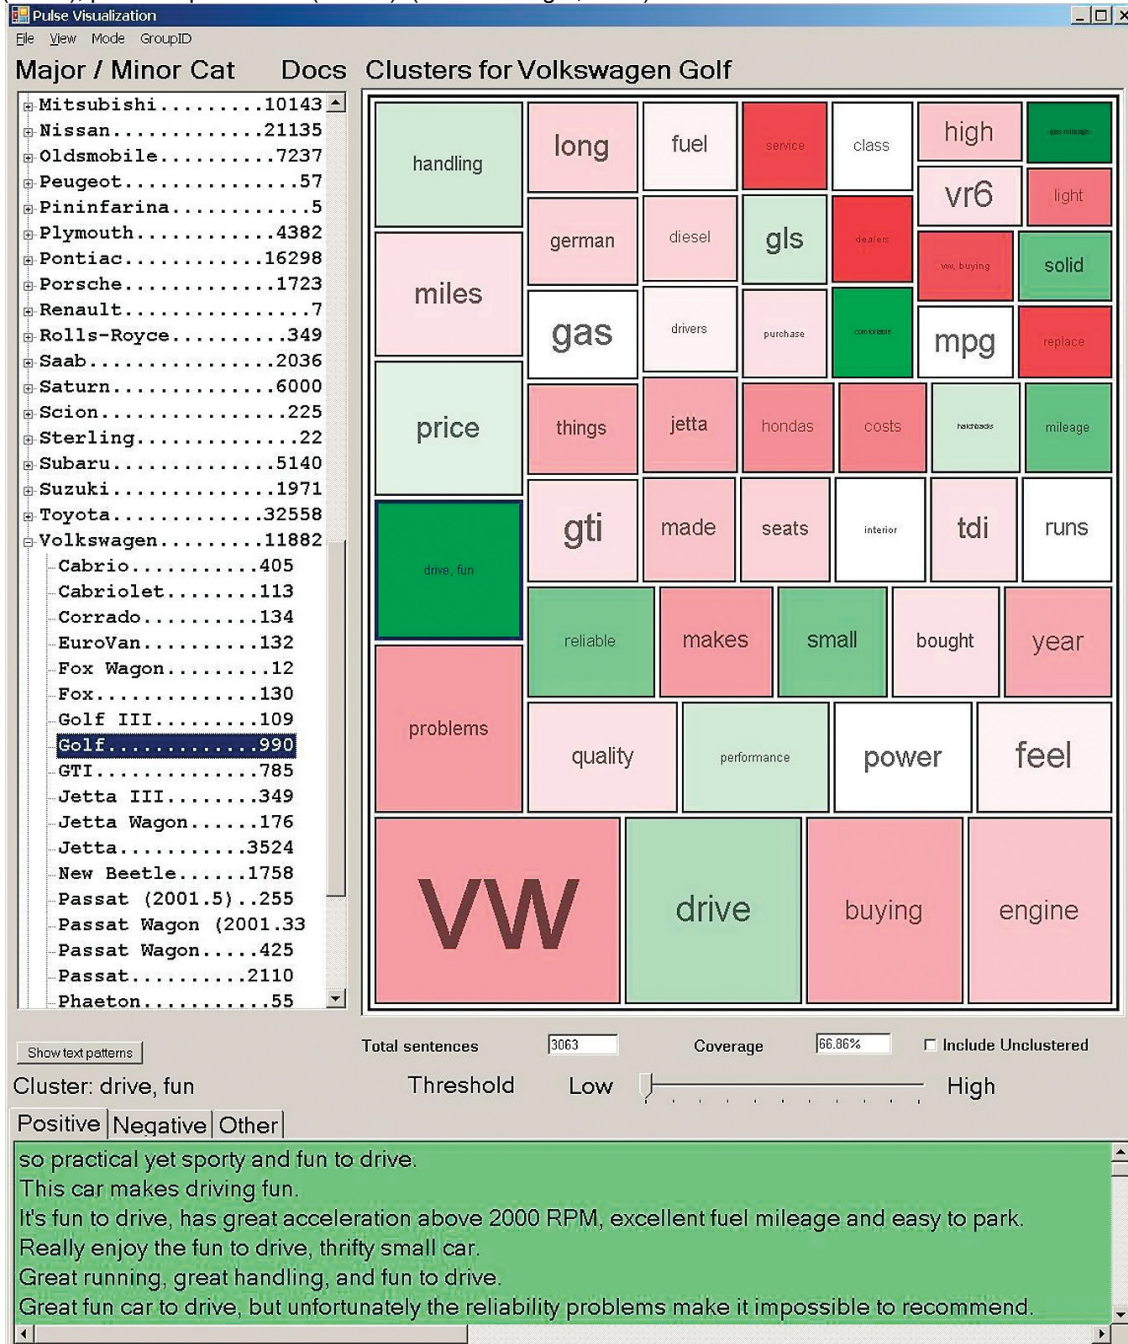 Pulse Visualization
File View Mode GroupID
Major / Minor Cat Docs Clusters for Volkswagen Golf
Mitsubishi.........10143
Nissan............21135
Oldsmobile..........7237
Peugeot...............57
Pininfarina............5
Plymouth............4382
Pontiac............16298
Porsche.............1723
Renault................7
Rolls-Royce..........349
Saab................2036
Saturn..............6000
Scion................225
Sterling..............22
Subaru..............5140
Suzuki..............1971
Toyota.............32558
Volkswagen.........11882
Cabrio...........405
Cabriolet........113
Corrado..........134
EuroVan..........132
Fox Wagon.........12
Fox..............130
Golf III.........109
Golf.............990
GTI..............785
Jetta III........349
Jetta Wagon......176
Jetta...........3524
New Beetle......1758
Passat (2001.5)..255
Passat Wagon (2001.33
Passat Wagon.....425
Passat..........2110
Phaeton...........55
handling
long
fuel
service
class
high
gas mileage
vr6
light
miles
german
diesel
gls
dealers
vw, buying
solid
gas
drivers
purchase
comfortable
mpg
replace
price
things
jetta
hondas
costs
hatchbacks
mileage
drive, fun
gti
made
seats
interior
tdi
runs
reliable
makes
small
bought
year
problems
quality
performance
power
feel
VW
drive
buying
engine
Show text patterns
Total sentences 3063 Coverage 66.86% Include Unclustered
Cluster: drive, fun Threshold Low High
Positive Negative Other
so practical yet sporty and fun to drive.
This car makes driving fun.
It's fun to drive, has great acceleration above 2000 RPM, excellent fuel mileage and easy to park.
Really enjoy the fun to drive, thrifty small car.
Great running, great handling, and fun to drive.
Great fun car to drive, but unfortunately the reliability problems make it impossible to recommend.